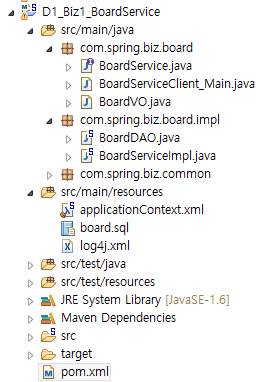 D1_Biz1_BoardService
src/main/java
com.spring.biz.board
BoardService.java
BoardServiceClient_Main.java
BoardVO.java
com.spring.biz.board.impl
BoardDAO.java
BoardServiceImpl.java
com.spring.biz.common
src/main/resources
applicationContext.xml
board.sql
log4j.xml
src/test/java
src/test/resources
JRE System Library [JavaSE-1.6]
Maven Dependencies
src
target
pom.xml